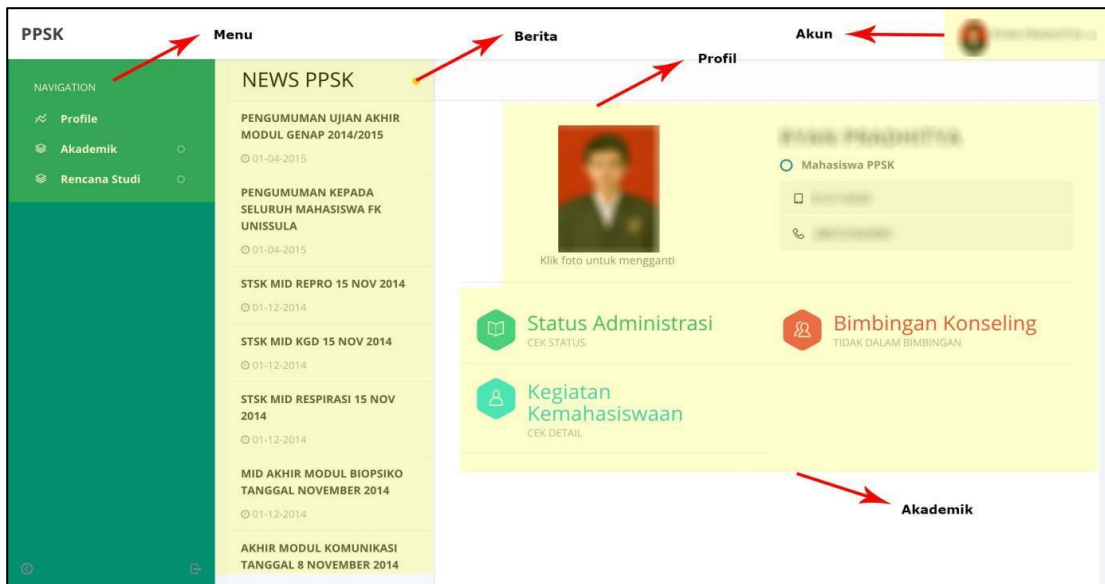 PPSK
Menu
Berita
Akun
Profil
NAVIGATION
Profile
Akademik
Rencana Studi
NEWS PPSK
PENGUMUMAN UJIAN AKHIR
MODUL GENAP 2014/2015
01-04-2015
PENGUMUMAN KEPADA
SELURUH MAHASISWA FK
UNISSULA
01-04-2015
STSK MID REPRO 15 NOV 2014
01-12-2014
STSK MID KGD 15 NOV 2014
01-12-2014
STSK MID RESPIRASI 15 NOV
2014
01-12-2014
MID AKHIR MODUL BIOPSIKO
TANGGAL NOVEMBER 2014
01-12-2014
AKHIR MODUL KOMUNIKASI
TANGGAL 8 NOVEMBER 2014
Klik foto untuk mengganti
Mahasiswa PPSK
Status Administrasi
CEK STATUS
Bimbingan Konseling
TIDAK DALAM BIMBINGAN
Kegiatan
Kemahasiswaan
CEK DETAIL
Akademik